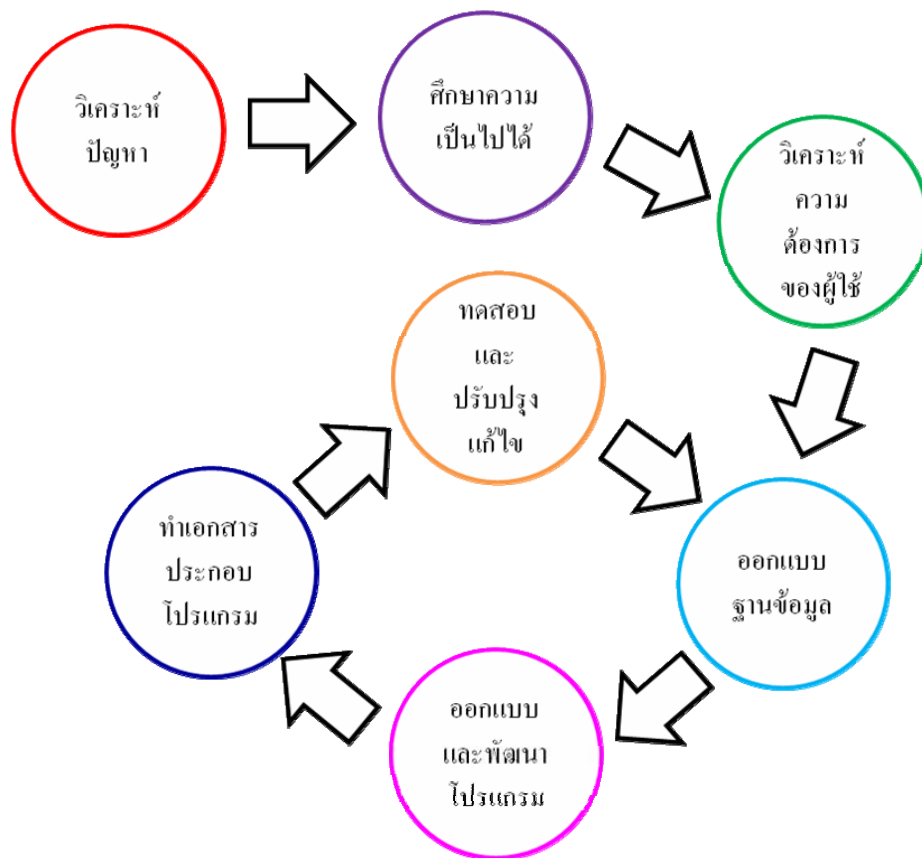 วิเคราะห์
ปัญหา
ศึกษาความ
เป็นไปได้
วิเคราะห์
ความ
ต้องการ
ของผู้ใช้
ออกแบบ
ฐานข้อมูล
ออกแบบ
และพัฒนา
โปรแกรม
ทำเอกสาร
ประกอบ
โปรแกรม
ทดสอบ
และ
ปรับปรุง
แก้ไข